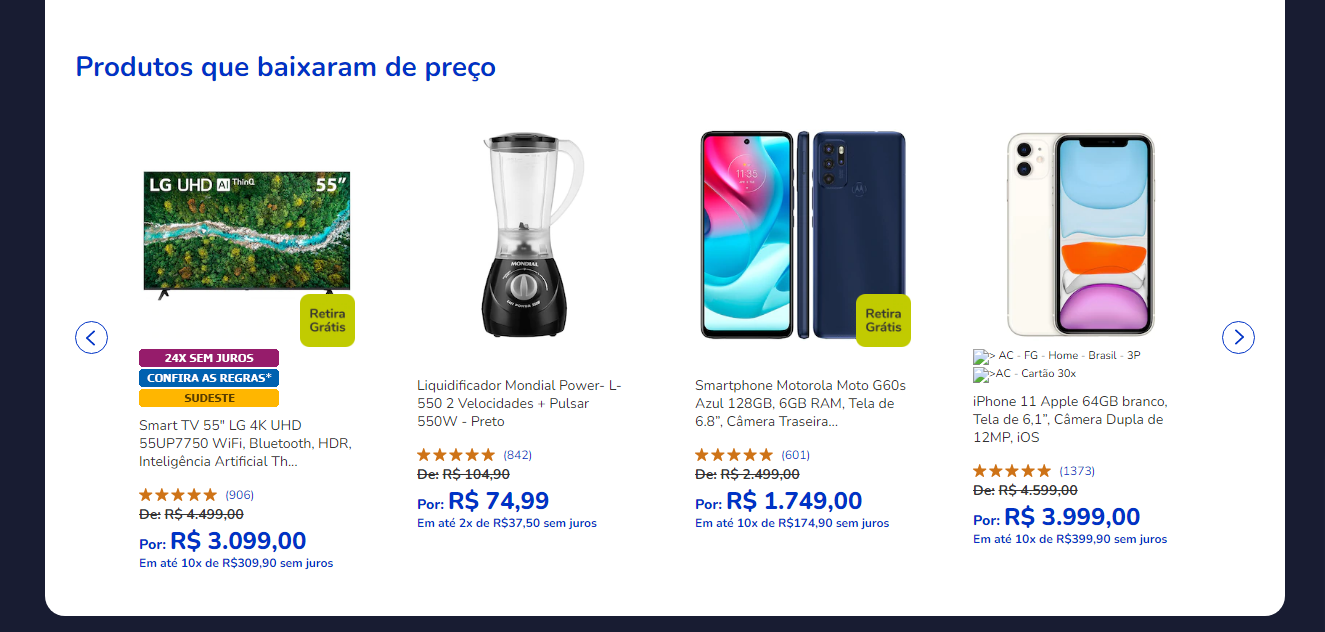 Produtos que baixaram de preço
LG UHD AI ThinQ 55"
Retira
Grátis
24X SEM JUROS
CONFIRA AS REGRAS*
SUDESTE
Smart TV 55" LG 4K UHD
55UP7750 WiFi, Bluetooth, HDR,
Inteligência Artificial Th...
(906)
De: R$ 4.499,00
Por: R$ 3.099,00
Em até 10x de R$309,90 sem juros
MONDIAL
Liquidificador Mondial Power- L-
550 2 Velocidades + Pulsar
550W - Preto
(842)
De: R$ 104,90
Por: R$ 74,99
Em até 2x de R$37,50 sem juros
11:35
Retira
Grátis
Smartphone Motorola Moto G60s
Azul 128GB, 6GB RAM, Tela de
6.8”, Câmera Traseira...
(601)
De: R$ 2.499,00
Por: R$ 1.749,00
Em até 10x de R$174,90 sem juros
> AC - FG - Home - Brasil - 3P
>AC - Cartão 30x
iPhone 11 Apple 64GB branco,
Tela de 6,1”, Câmera Dupla de
12MP, iOS
(1373)
De: R$ 4.599,00
Por: R$ 3.999,00
Em até 10x de R$399,90 sem juros